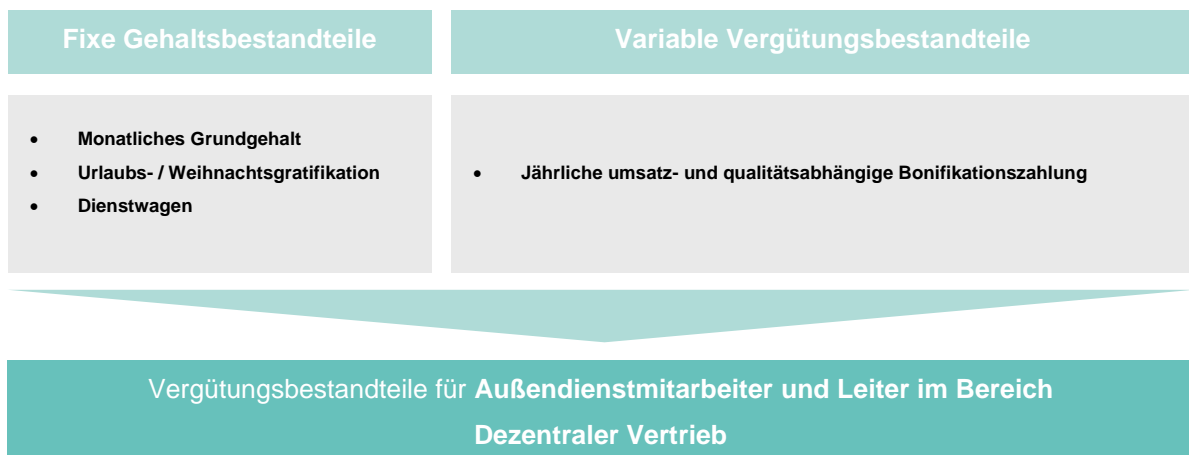 Fixe Gehaltsbestandteile
Variable Vergütungsbestandteile
• Monatliches Grundgehalt
• Urlaubs- / Weihnachtsgratifikation
• Dienstwagen
• Jährliche umsatz- und qualitätsabhängige Bonifikationszahlung
Vergütungsbestandteile für Außendienstmitarbeiter und Leiter im Bereich
Dezentraler Vertrieb